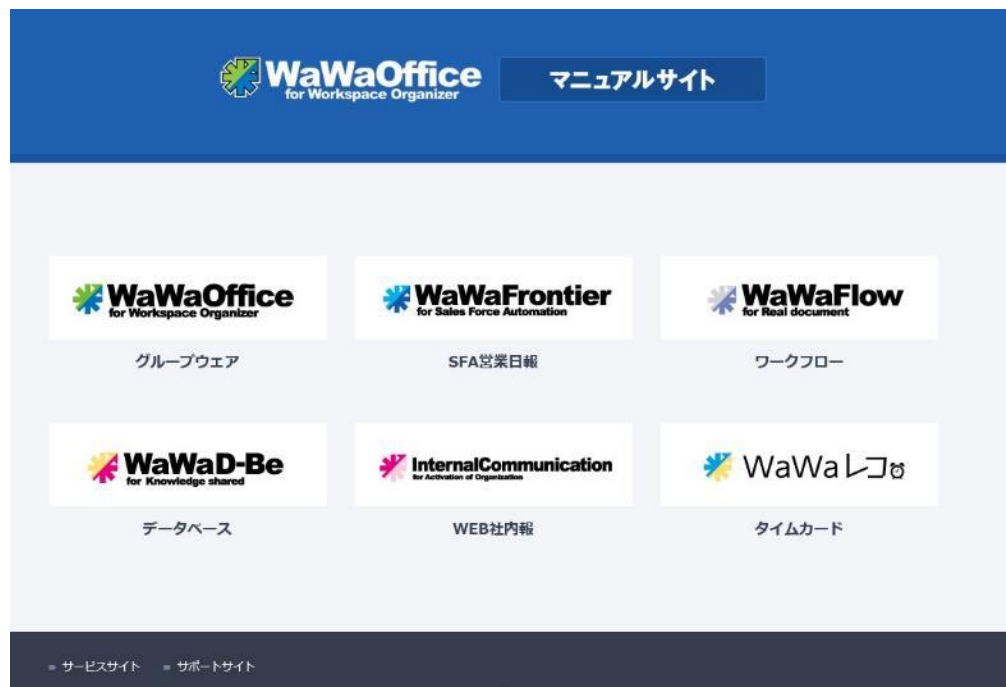 WaWaOffice
for Workspace Organizer
マニュアルサイト
WaWaOffice
for Workspace Organizer
グループウェア
WaWaFrontier
for Sales Force Automation
SFA営業日報
WaWaFlow
for Real document
ワークフロー
WaWaD-Be
for Knowledge shared
データベース
InternalCommunication
for Activation of Organization
WEB社内報
WaWaレコ
タイムカード
サービスサイト
サポートサイト